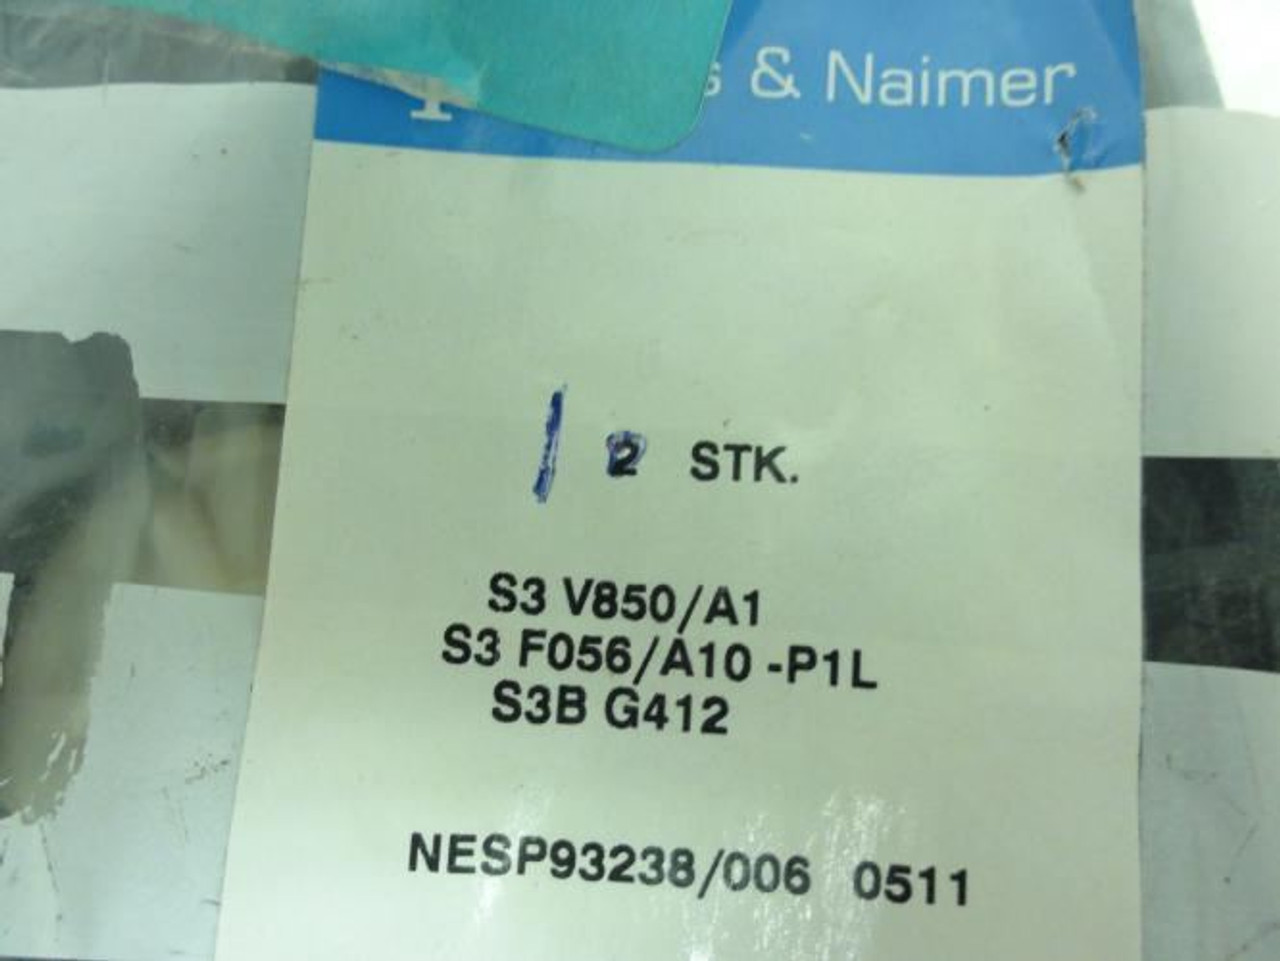 & Naimer
1 2 STK.
S3 V850/A1
S3 F056/A10 -P1L
S3B G412
NESP93238/006 0511